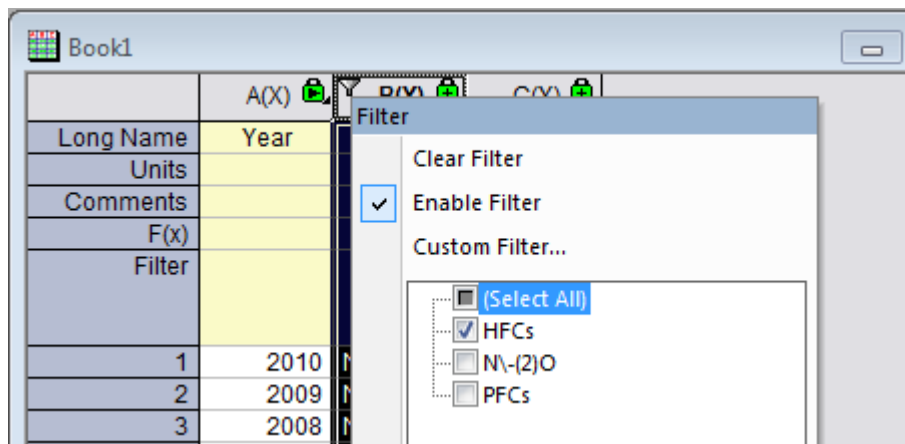 Book1
A(X) B(Y) C(Y)
Filter
Long Name Year
Clear Filter
Units
Comments
Enable Filter
F(x)
Custom Filter...
Filter
(Select All)
HFCs
1 2010 N\-(2)O
2 2009 PFCs
3 2008